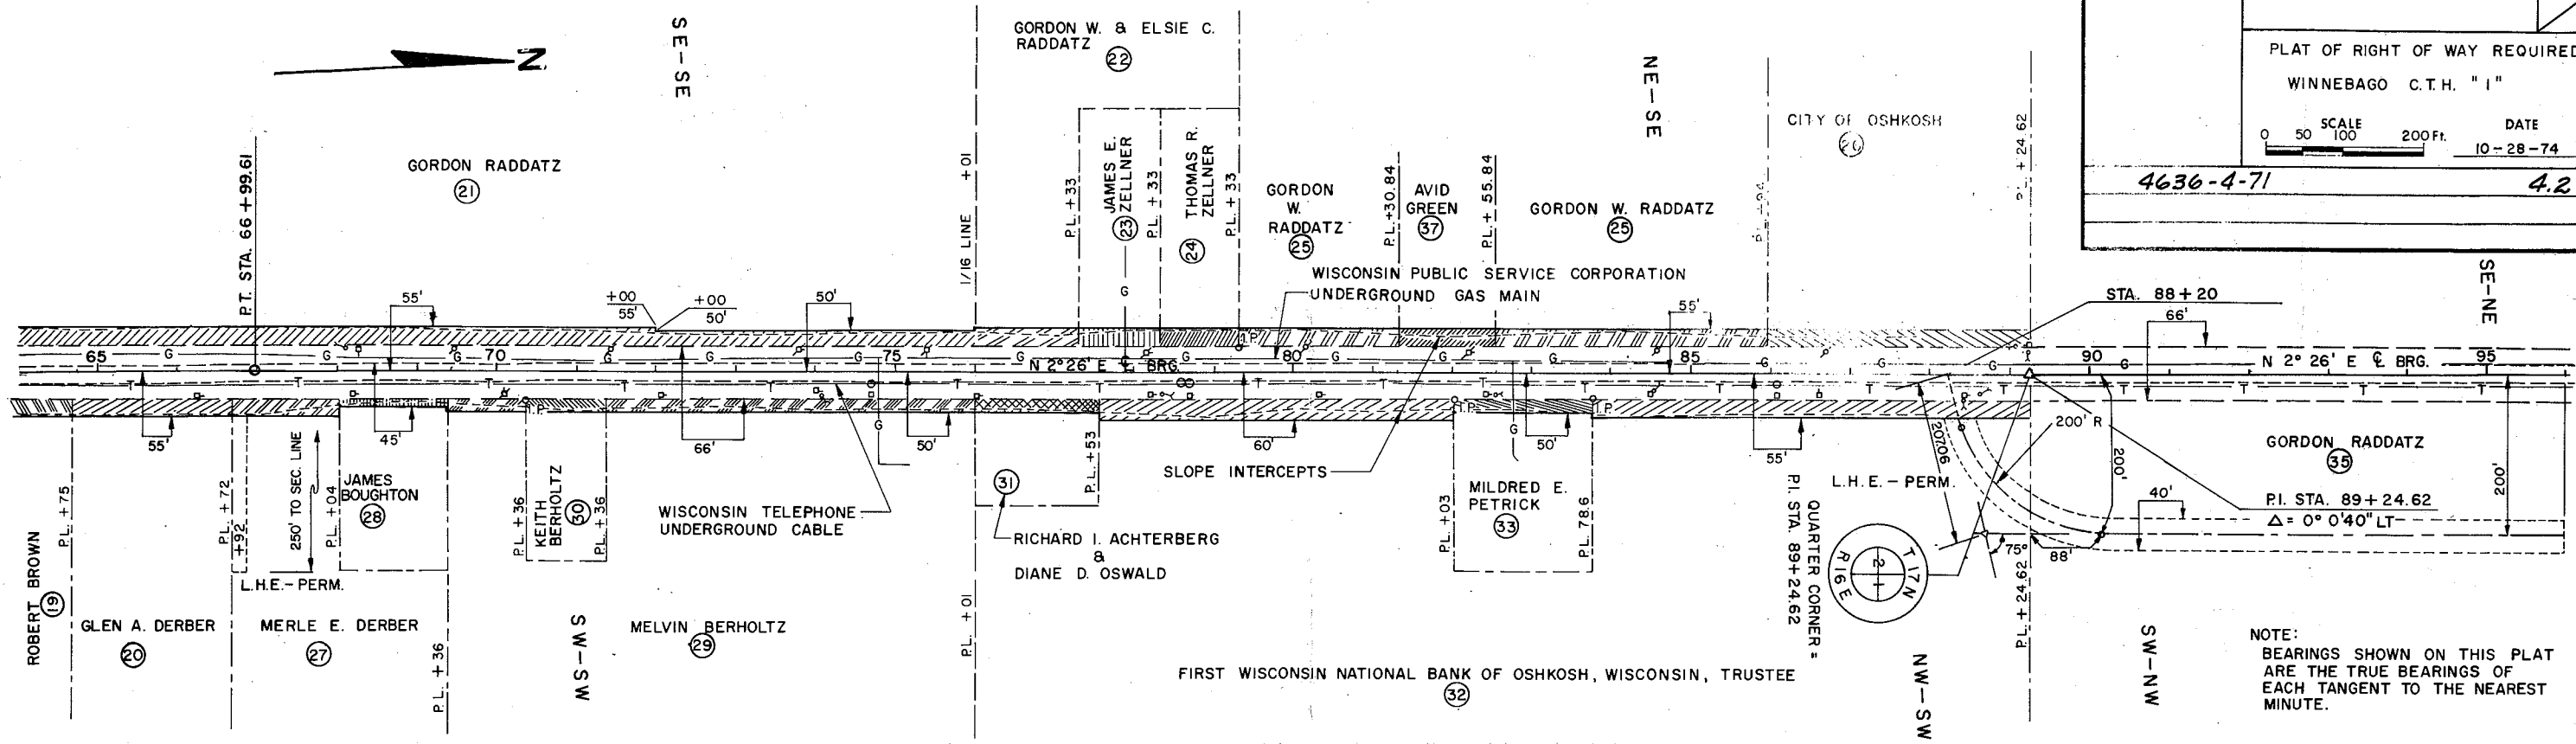 PLAT OF RIGHT OF WAY REQUIRED
WINNEBAGO C.T.H. "I"
SCALE
0 50 100 200 Ft.
DATE
10-28-74
4636-4-71
4.2
N
SE-SE
GORDON W. & ELSIE C.
RADDATZ
22
NE-SE
CITY OF OSHKOSH
26
P.L. + 24.62
GORDON RADDATZ
21
P.T. STA. 66 + 99.61
1/16 LINE +01
P.L. +33
JAMES E.
ZELLNER
23
P.L. +33
THOMAS R.
ZELLNER
24
P.L. +33
GORDON
W.
RADDATZ
25
P.L. +30.84
AVID
GREEN
37
P.L. + 55.84
GORDON W. RADDATZ
25
SE-NE
WISCONSIN PUBLIC SERVICE CORPORATION
UNDERGROUND GAS MAIN
STA. 88+20
66'
55'
+00
55'
+00
50'
50'
55'
65
G
70
75
80
85
90
95
N 2°26' E ℄ BRG.
N 2° 26' E ℄ BRG.
T
I.P.
55'
45'
66'
50'
60'
50'
55'
207.06
200' R
200'
200'
GORDON RADDATZ
35
P.I. STA. 89+24.62
△= 0° 0'40" LT
40'
88'
75°
L.H.E.-PERM.
QUARTER CORNER =
P.I. STA. 89+24.62
T17N
R16E
2
1
P.L. + 24.62
ROBERT BROWN
19
P.L. +75
GLEN A. DERBER
20
P.L. +72
+92
L.H.E.-PERM.
250' TO SEC. LINE
P.L. +04
JAMES
BOUGHTON
28
MERLE E. DERBER
27
P.L. +36
P.L. +36
KEITH
BERHOLTZ
30
P.L. +36
SW-SW
WISCONSIN TELEPHONE
UNDERGROUND CABLE
MELVIN BERHOLTZ
29
P.L. +01
31
P.L. +53
RICHARD I. ACHTERBERG
&
DIANE D. OSWALD
SLOPE INTERCEPTS
P.L. +03
MILDRED E.
PETRICK
33
P.L. 78.6
FIRST WISCONSIN NATIONAL BANK OF OSHKOSH, WISCONSIN, TRUSTEE
32
NW-SW
SW-NW
NOTE:
BEARINGS SHOWN ON THIS PLAT
ARE THE TRUE BEARINGS OF
EACH TANGENT TO THE NEAREST
MINUTE.